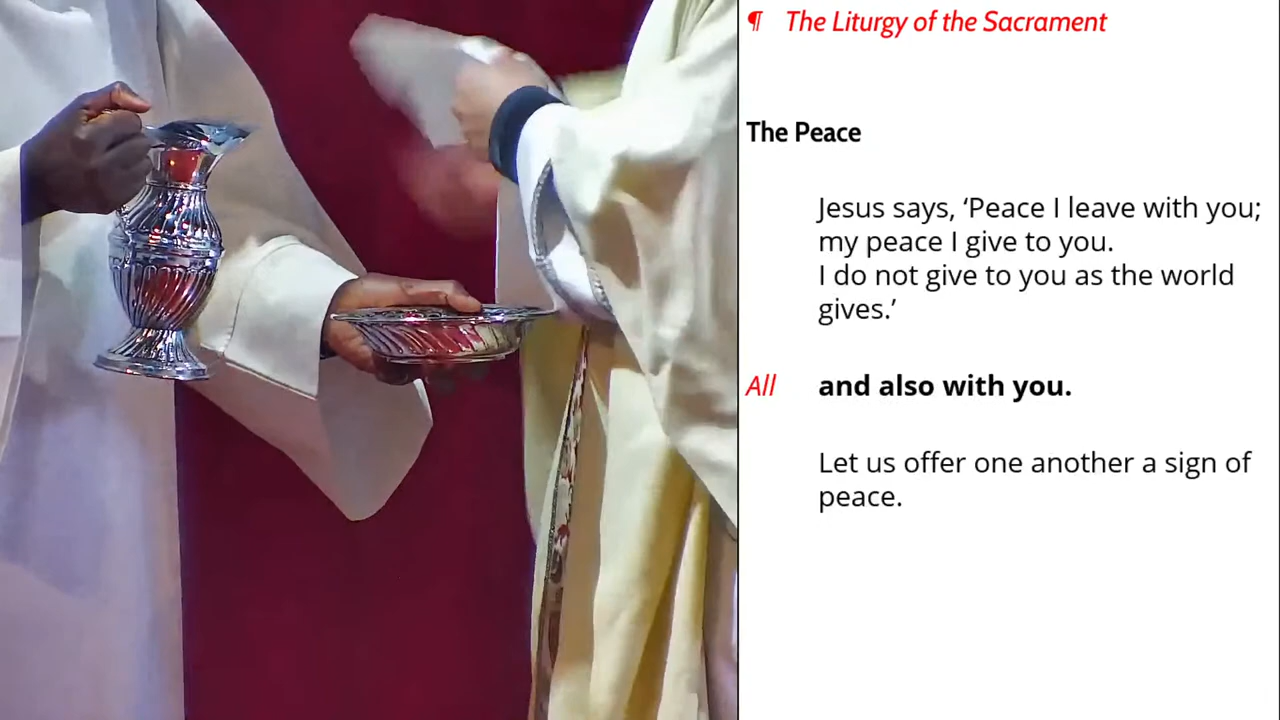 ¶ The Liturgy of the Sacrament
The Peace
Jesus says, ‘Peace I leave with you;
my peace I give to you.
I do not give to you as the world
gives.’
All and also with you.
Let us offer one another a sign of
peace.